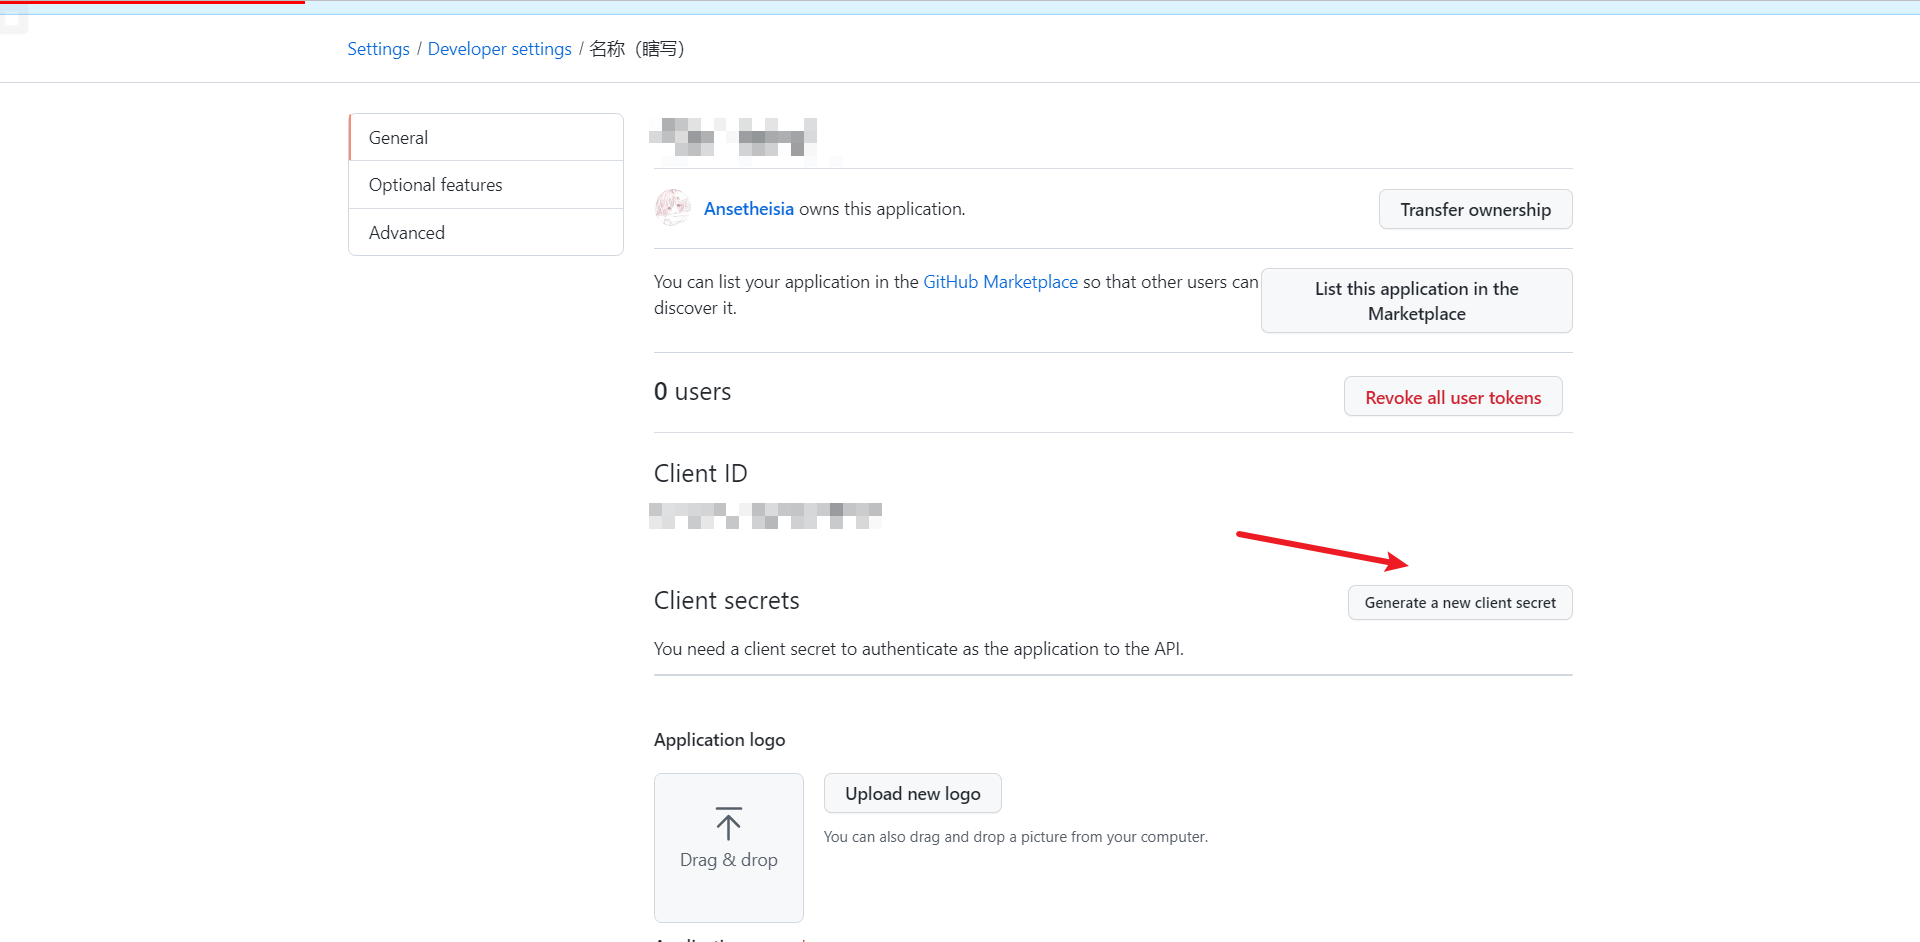 Settings / Developer settings / 名称（瞎写）
General
Optional features
Advanced
Ansetheisia owns this application.
Transfer ownership
You can list your application in the GitHub Marketplace so that other users can
discover it.
List this application in the
Marketplace
0 users
Revoke all user tokens
Client ID
Client secrets
Generate a new client secret
You need a client secret to authenticate as the application to the API.
Application logo
Drag & drop
Upload new logo
You can also drag and drop a picture from your computer.